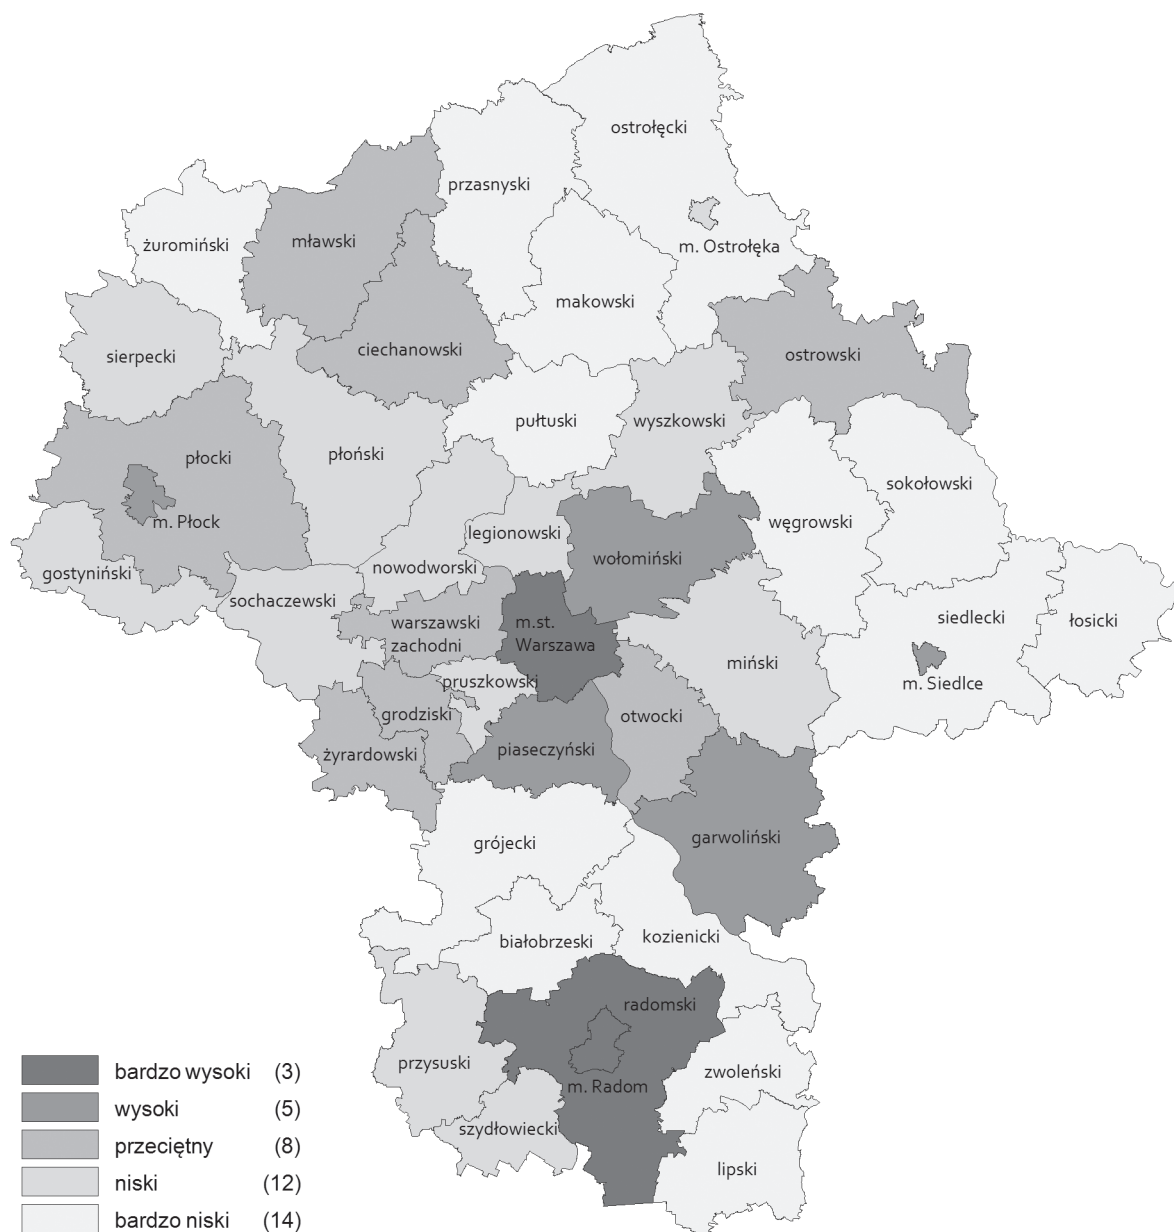 ostrołęcki
przasnyski
żuromiński
mławski
m. Ostrołęka
makowski
sierpecki
ciechanowski
ostrowski
pułtuski
wyszkowski
płocki
płoński
sokołowski
m. Płock
legionowski
węgrowski
gostyniński
nowodworski
wołomiński
sochaczewski
warszawski
zachodni
m.st.
Warszawa
siedlecki
łosicki
miński
pruszkowski
m. Siedlce
grodziski
otwocki
żyrardowski
piaseczyński
garwoliński
grójecki
białobrzeski
kozienicki
radomski
przysuski
zwoleński
m. Radom
szydłowiecki
lipski
bardzo wysoki (3)
wysoki (5)
przeciętny (8)
niski (12)
bardzo niski (14)